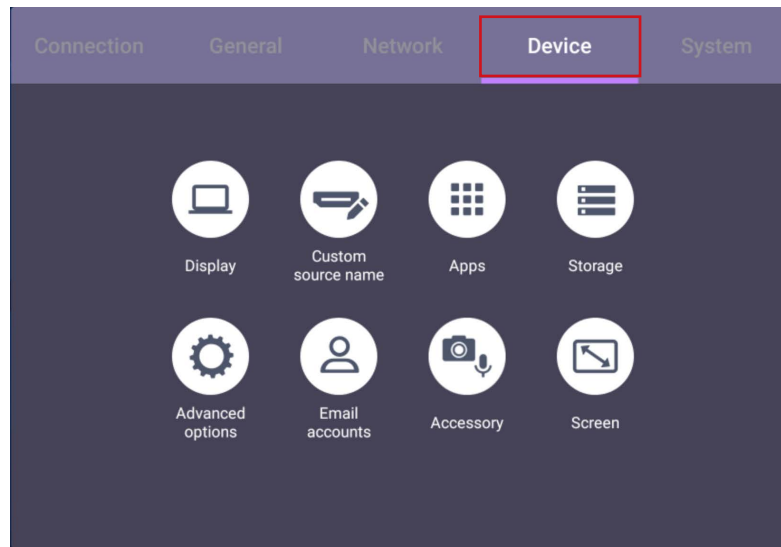 Connection General Network Device System
Display
Custom
source name
Apps
Storage
Advanced
options
Email
accounts
Accessory
Screen